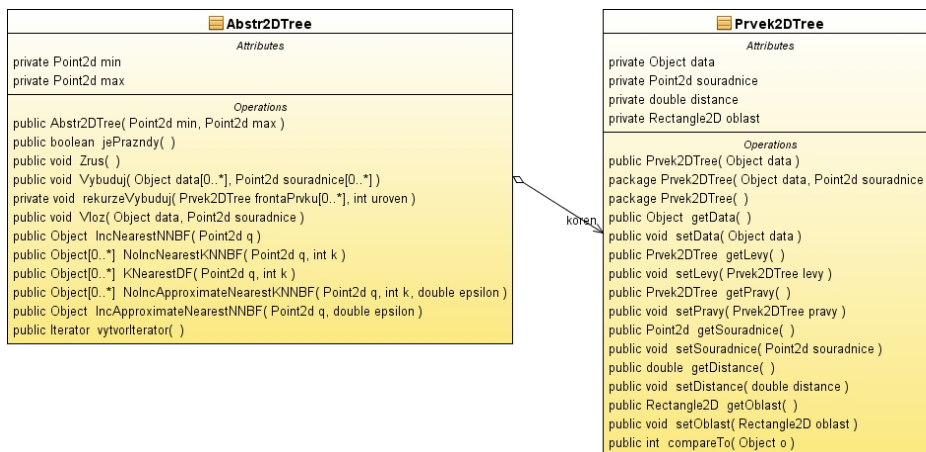 Abstr2DTree
Attributes
private Point2d min
private Point2d max
Operations
public Abstr2DTree( Point2d min, Point2d max )
public boolean jePrazndy( )
public void Zrus( )
public void Vybuduj( Object data[0..*], Point2d souradnice[0..*] )
private void rekurzeVybuduj( Prvek2DTree frontaPrvku[0..*], int uroven )
public void Vloz( Object data, Point2d souradnice )
public Object IncNearestNNBF( Point2d q )
public Object[0..*] NoIncNearestKNNBF( Point2d q, int k )
public Object[0..*] KNearestDF( Point2d q, int k )
public Object[0..*] NoIncApproximateNearestKNNBF( Point2d q, int k, double epsilon )
public Object IncApproximateNearestNNBF( Point2d q, double epsilon )
public Iterator vytvorIterator( )
koren
Prvek2DTree
Attributes
private Object data
private Point2d souradnice
private double distance
private Rectangle2D oblast
Operations
public Prvek2DTree( Object data )
package Prvek2DTree( Object data, Point2d souradnice
package Prvek2DTree( )
public Object getData( )
public void setData( Object data )
public Prvek2DTree getLevy( )
public void setLevy( Prvek2DTree levy )
public Prvek2DTree getPravy( )
public void setPravy( Prvek2DTree pravy )
public Point2d getSouradnice( )
public void setSouradnice( Point2d souradnice )
public double getDistance( )
public void setDistance( double distance )
public Rectangle2D getOblast( )
public void setOblast( Rectangle2D oblast )
public int compareTo( Object o )